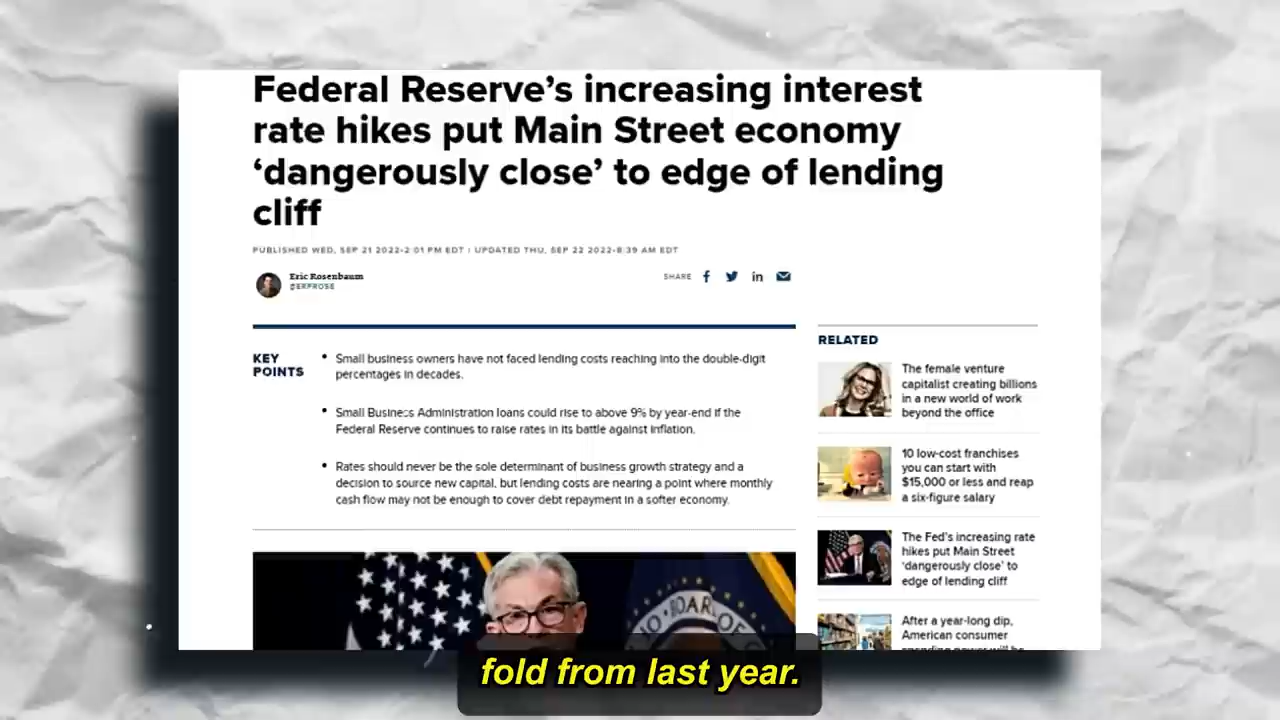 Federal Reserve's increasing interest
rate hikes put Main Street economy
'dangerously close' to edge of lending
cliff
PUBLISHED WED, SEP 21 2022•2:01 PM EDT | UPDATED THU, SEP 22 2022•8:39 AM EDT
Eric Rosenbaum
@ERPROSE
SHARE
KEY
POINTS
Small business owners have not faced lending costs reaching into the double-digit
percentages in decades.
Small Business Administration loans could rise to above 9% by year-end if the
Federal Reserve continues to raise rates in its battle against inflation.
Rates should never be the sole determinant of business growth strategy and a
decision to source new capital, but lending costs are nearing a point where monthly
cash flow may not be enough to cover debt repayment in a softer economy.
RELATED
The female venture
capitalist creating billions
in a new world of work
beyond the office
10 low-cost franchises
you can start with
$15,000 or less and reap
a six-figure salary
The Fed's increasing rate
hikes put Main Street
'dangerously close' to
edge of lending cliff
After a year-long dip,
American consumer
fold from last year.